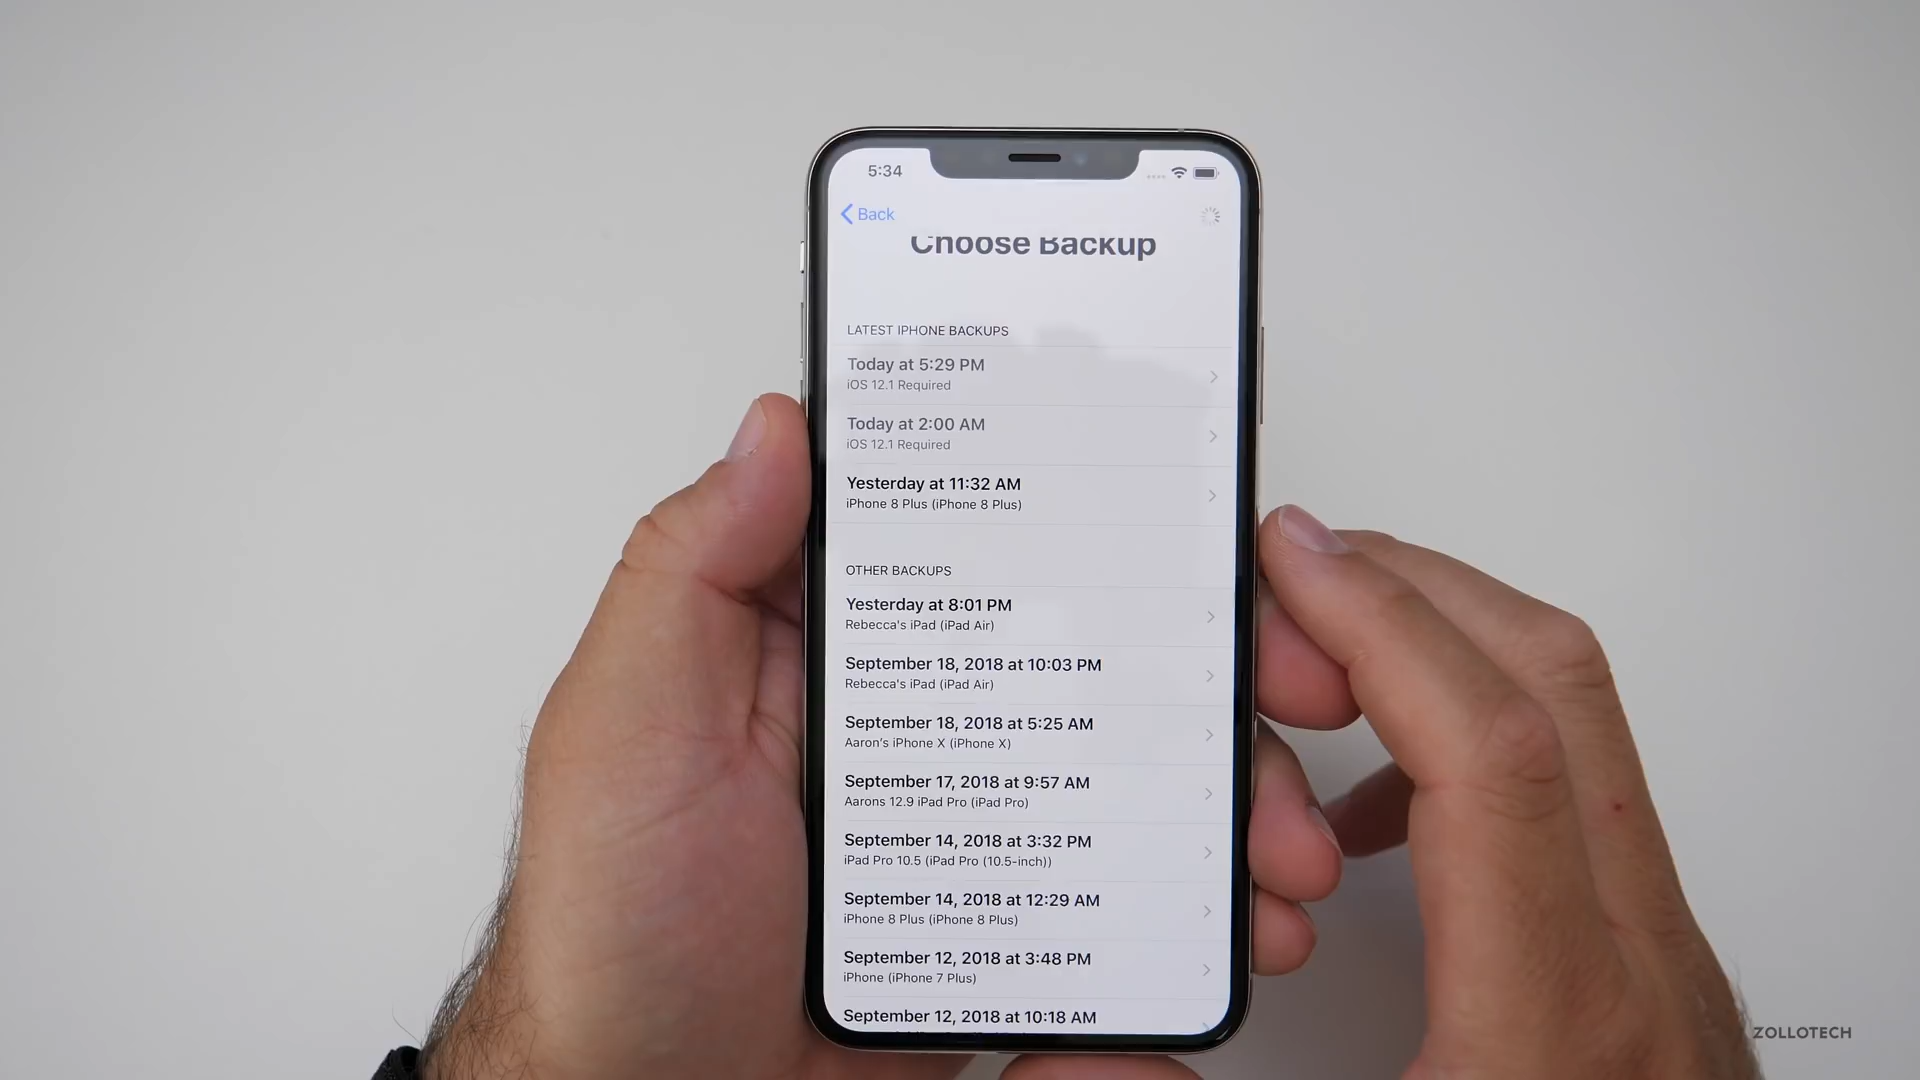 5:34
Back
Choose Backup
LATEST IPHONE BACKUPS
Today at 5:29 PM
iOS 12.1 Required
Today at 2:00 AM
iOS 12.1 Required
Yesterday at 11:32 AM
iPhone 8 Plus (iPhone 8 Plus)
OTHER BACKUPS
Yesterday at 8:01 PM
Rebecca's iPad (iPad Air)
September 18, 2018 at 10:03 PM
Rebecca's iPad (iPad Air)
September 18, 2018 at 5:25 AM
Aaron's iPhone X (iPhone X)
September 17, 2018 at 9:57 AM
Aarons 12.9 iPad Pro (iPad Pro)
September 14, 2018 at 3:32 PM
iPad Pro 10.5 (iPad Pro (10.5-inch))
September 14, 2018 at 12:29 AM
iPhone 8 Plus (iPhone 8 Plus)
September 12, 2018 at 3:48 PM
iPhone (iPhone 7 Plus)
September 12, 2018 at 10:18 AM
ZOLLOTECH